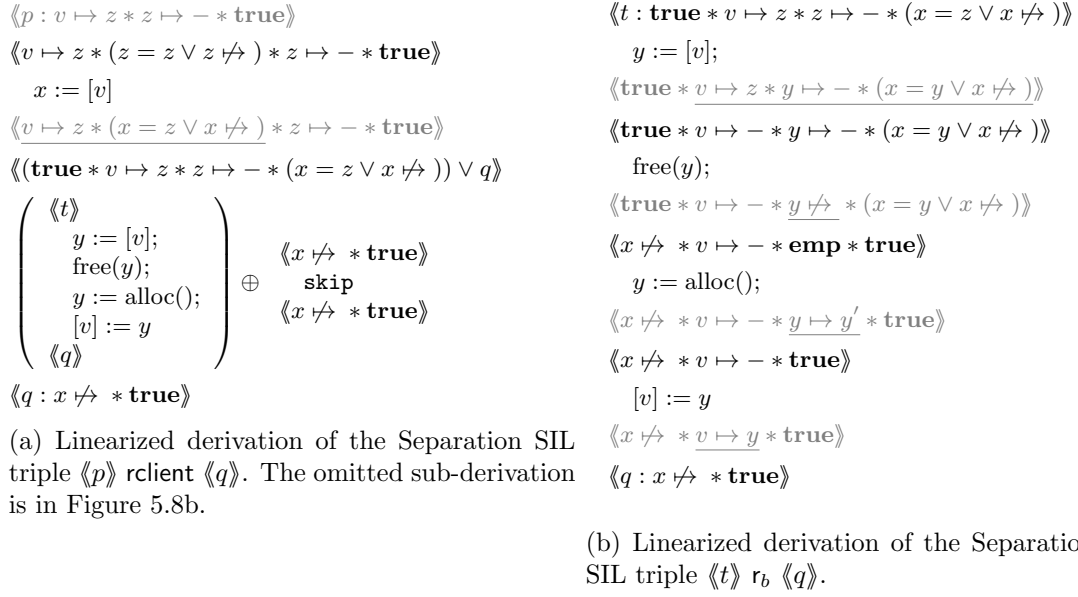 ⟪p : v ↦ z ∗ z ↦ − ∗ true⟫
⟪v ↦ z ∗ (z = z ∨ z ↦̸ ) ∗ z ↦ − ∗ true⟫
x := [v]
⟪v ↦ z ∗ (x = z ∨ x ↦̸ ) ∗ z ↦ − ∗ true⟫
⟪(true ∗ v ↦ z ∗ z ↦ − ∗ (x = z ∨ x ↦̸ )) ∨ q⟫
⟪t⟫
y := [v];
free(y);
y := alloc();
[v] := y
⟪q⟫
⊕
⟪x ↦̸ ∗ true⟫
skip
⟪x ↦̸ ∗ true⟫
⟪q : x ↦̸ ∗ true⟫
(a) Linearized derivation of the Separation SIL
triple ⟪p⟫ rclient ⟪q⟫. The omitted sub-derivation
is in Figure 5.8b.
⟪t : true ∗ v ↦ z ∗ z ↦ − ∗ (x = z ∨ x ↦̸ )⟫
y := [v];
⟪true ∗ v ↦ z ∗ y ↦ − ∗ (x = y ∨ x ↦̸ )⟫
⟪true ∗ v ↦ − ∗ y ↦ − ∗ (x = y ∨ x ↦̸ )⟫
free(y);
⟪true ∗ v ↦ − ∗ y ↦̸ ∗ (x = y ∨ x ↦̸ )⟫
⟪x ↦̸ ∗ v ↦ − ∗ emp ∗ true⟫
y := alloc();
⟪x ↦̸ ∗ v ↦ − ∗ y ↦ y′ ∗ true⟫
⟪x ↦̸ ∗ v ↦ − ∗ true⟫
[v] := y
⟪x ↦̸ ∗ v ↦ y ∗ true⟫
⟪q : x ↦̸ ∗ true⟫
(b) Linearized derivation of the Separatio
SIL triple ⟪t⟫ r_b ⟪q⟫.